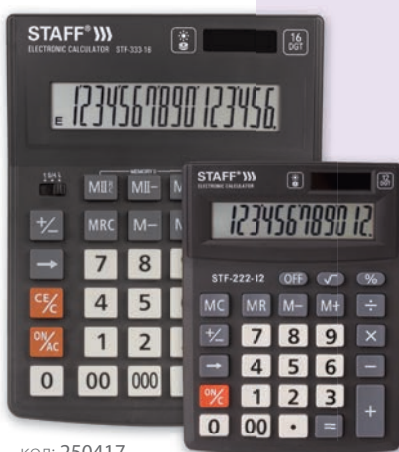 STAFF®
16
DGT
ELECTRONIC CALCULATOR STF-333-16
E 1234567890123456.
MEMORY 2
MII−
+/−
MRC M−
→ 7 8
CE/C 4 5
ON/AC 1 2
0 00 000
STAFF®
12
DGT
ELECTRONIC CALCULATOR
123456789012.
STF-222-12 OFF √ %
MC MR M− M+ ÷
+/− 7 8 9 ×
→ 4 5 6 −
1 2 3 +
0 00 . =
код: 250417